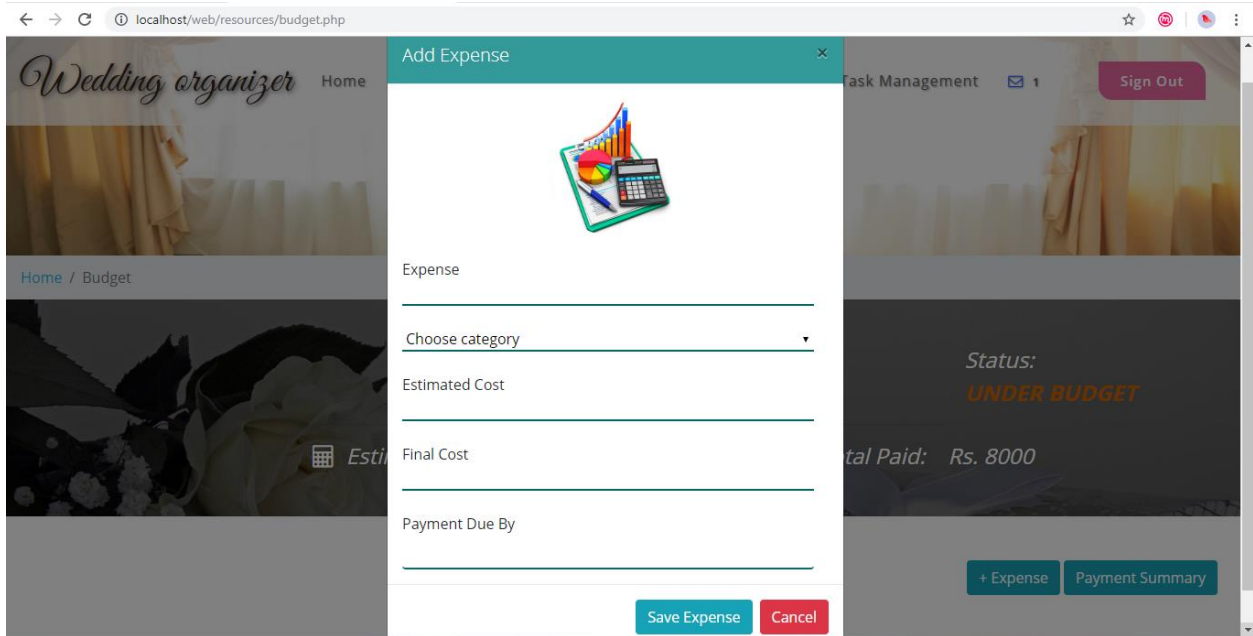 localhost/web/resources/budget.php
Wedding organizer
Home
Task Management
1
Sign Out
Add Expense
×
Home / Budget
Expense
Choose category
Estimated Cost
Final Cost
Payment Due By
Status:
UNDER BUDGET
Paid: Rs. 8000
+ Expense
Payment Summary
Save Expense
Cancel